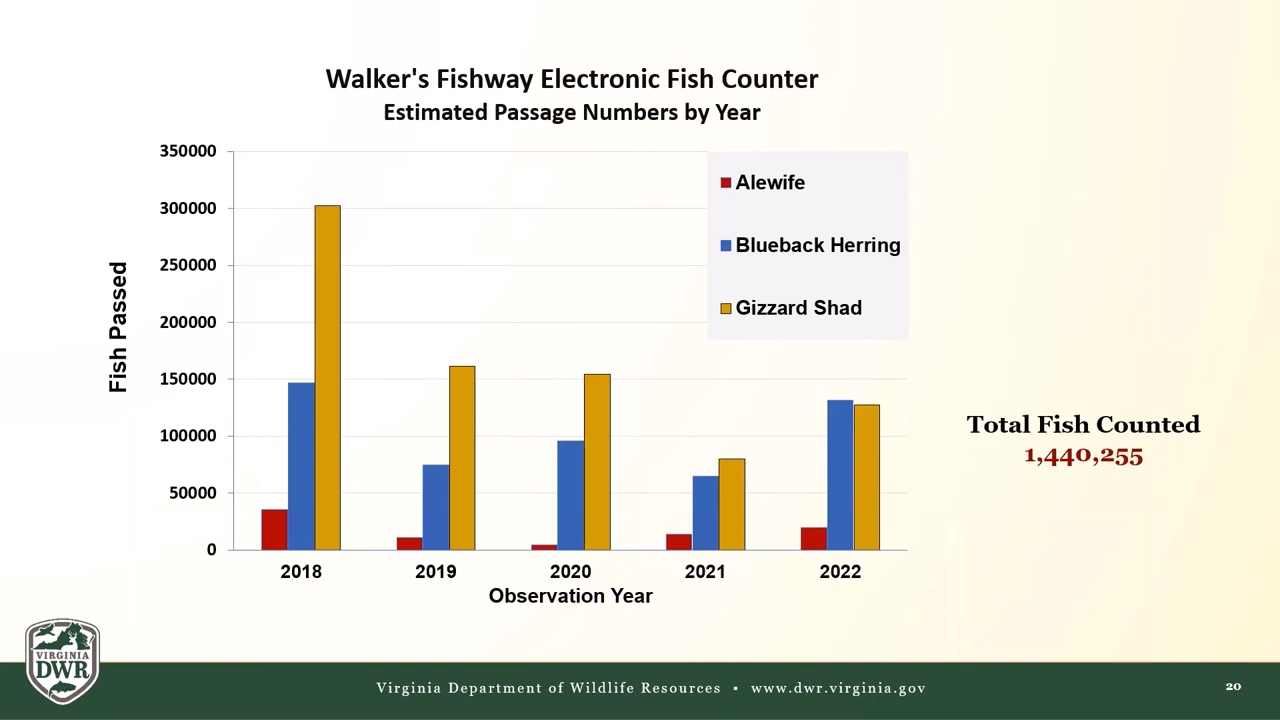 Walker's Fishway Electronic Fish Counter
Estimated Passage Numbers by Year
350000
300000
250000
200000
150000
100000
50000
0
Fish Passed
Alewife
Blueback Herring
Gizzard Shad
2018 2019 2020 2021 2022
Observation Year
Total Fish Counted
1,440,255
VIRGINIA
DWR
Virginia Department of Wildlife Resources • www.dwr.virginia.gov
20